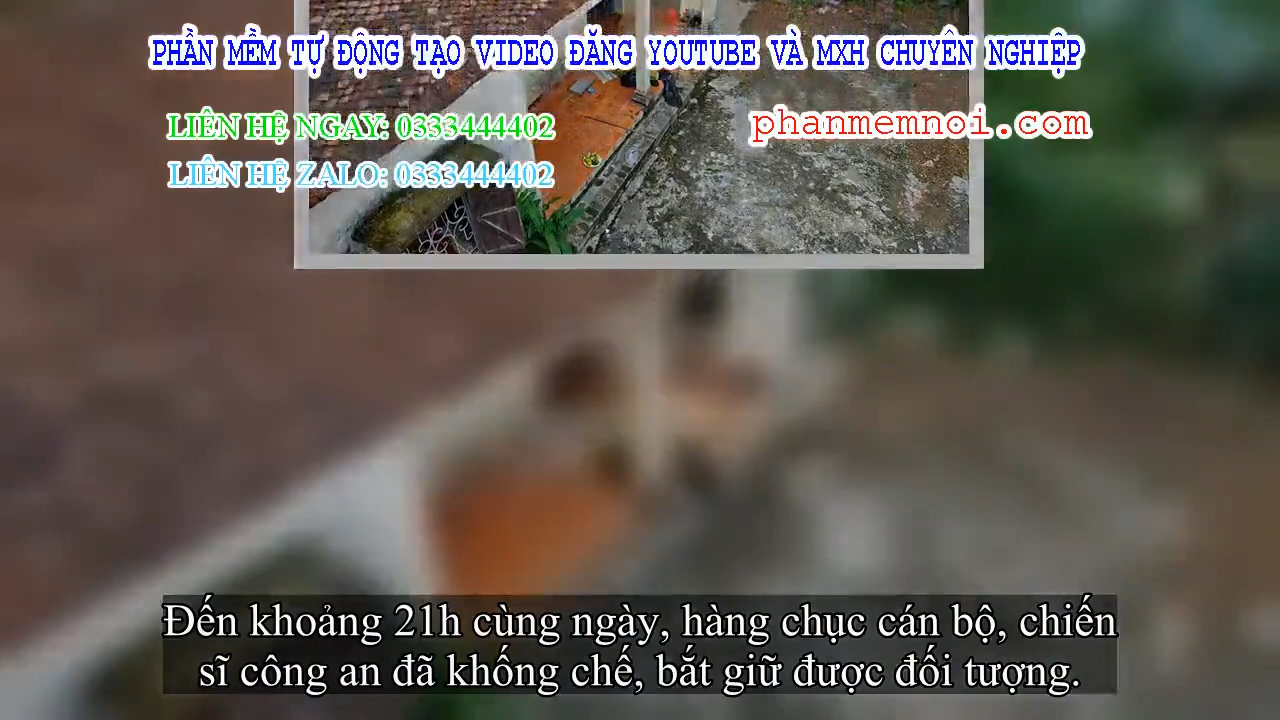 PHẦN MỀM TỰ ĐỘNG TẠO VIDEO ĐĂNG YOUTUBE VÀ MXH CHUYÊN NGHIỆP
LIÊN HỆ NGAY: 0333444402
phanmemnoi.com
LIÊN HỆ ZALO: 0333444402
Đến khoảng 21h cùng ngày, hàng chục cán bộ, chiến
sĩ công an đã khống chế, bắt giữ được đối tượng.